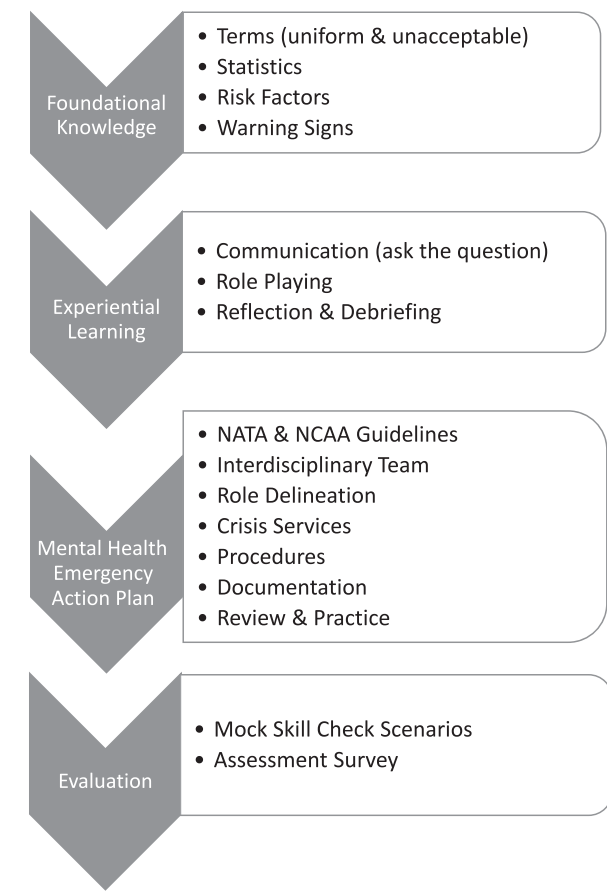 Foundational
Knowledge
• Terms (uniform & unacceptable)
• Statistics
• Risk Factors
• Warning Signs
Experiential
Learning
• Communication (ask the question)
• Role Playing
• Reflection & Debriefing
Mental Health
Emergency
Action Plan
• NATA & NCAA Guidelines
• Interdisciplinary Team
• Role Delineation
• Crisis Services
• Procedures
• Documentation
• Review & Practice
Evaluation
• Mock Skill Check Scenarios
• Assessment Survey